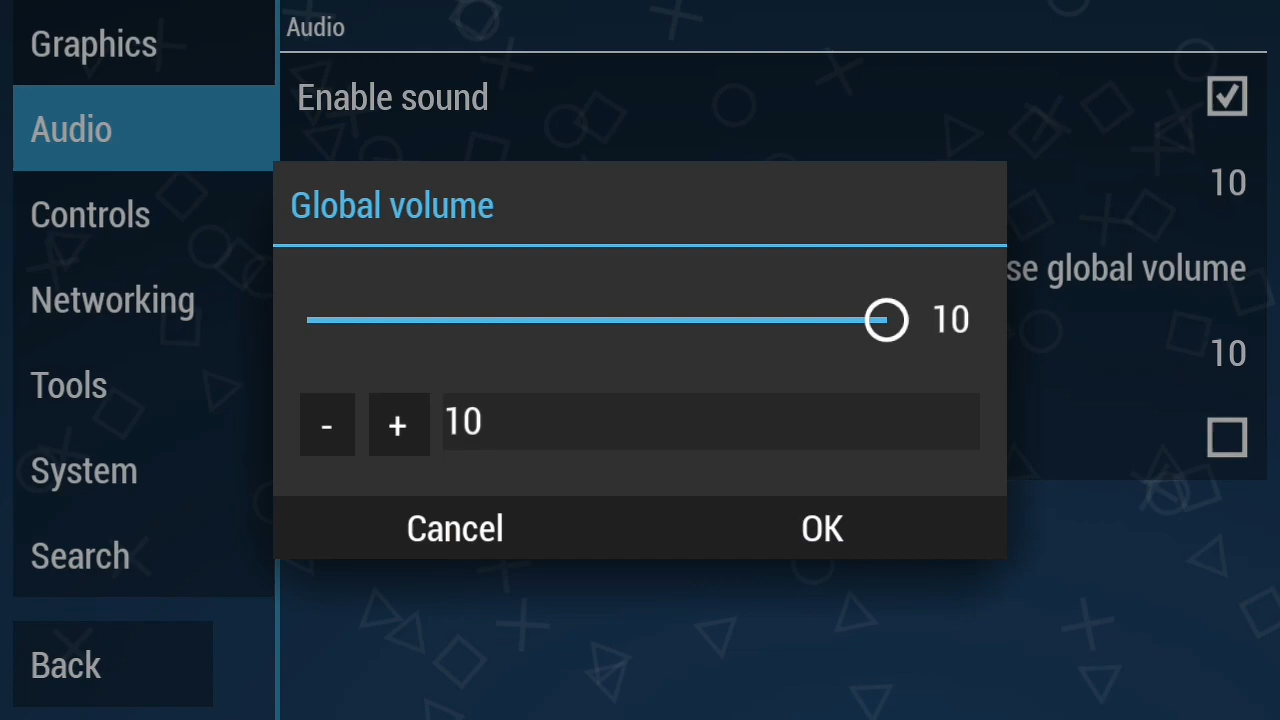 Graphics
Audio
Controls
Networking
Tools
System
Search
Back
Audio
Enable sound
10
se global volume
10
Global volume
10
-
+
10
Cancel
OK